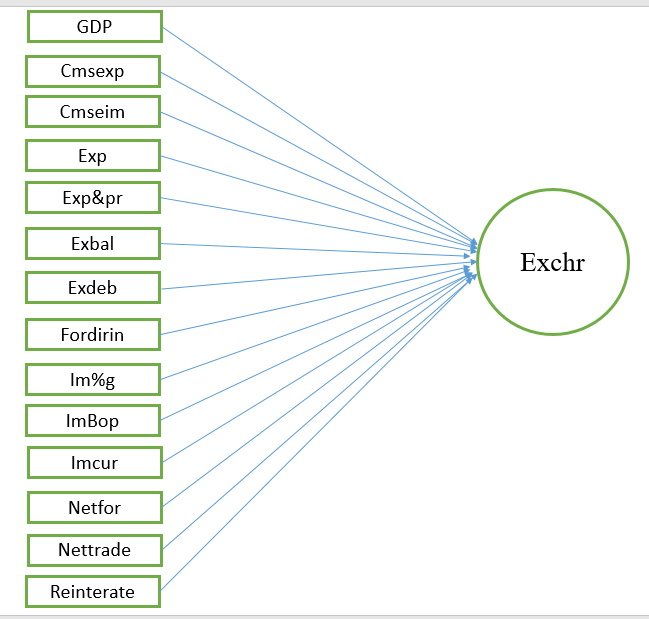 GDP
Cmsexp
Cmseim
Exp
Exp&pr
Exbal
Exdeb
Fordirin
Im%g
ImBop
Imcur
Netfor
Nettrade
Reinterate
Exchr